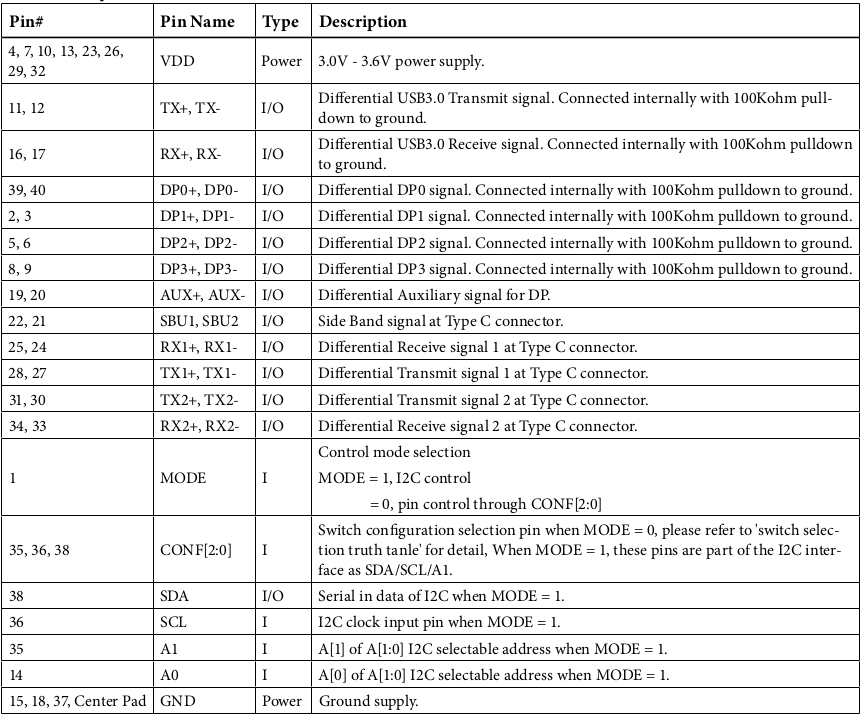 Pin# Pin Name Type Description
4, 7, 10, 13, 23, 26,
29, 32 VDD Power 3.0V - 3.6V power supply.
11, 12 TX+, TX- I/O Differential USB3.0 Transmit signal. Connected internally with 100Kohm pull-
down to ground.
16, 17 RX+, RX- I/O Differential USB3.0 Receive signal. Connected internally with 100Kohm pulldown
to ground.
39, 40 DP0+, DP0- I/O Differential DP0 signal. Connected internally with 100Kohm pulldown to ground.
2, 3 DP1+, DP1- I/O Differential DP1 signal. Connected internally with 100Kohm pulldown to ground.
5, 6 DP2+, DP2- I/O Differential DP2 signal. Connected internally with 100Kohm pulldown to ground.
8, 9 DP3+, DP3- I/O Differential DP3 signal. Connected internally with 100Kohm pulldown to ground.
19, 20 AUX+, AUX- I/O Differential Auxiliary signal for DP.
22, 21 SBU1, SBU2 I/O Side Band signal at Type C connector.
25, 24 RX1+, RX1- I/O Differential Receive signal 1 at Type C connector.
28, 27 TX1+, TX1- I/O Differential Transmit signal 1 at Type C connector.
31, 30 TX2+, TX2- I/O Differential Transmit signal 2 at Type C connector.
34, 33 RX2+, RX2- I/O Differential Receive signal 2 at Type C connector.
1 MODE I Control mode selection
MODE = 1, I2C control
= 0, pin control through CONF[2:0]
35, 36, 38 CONF[2:0] I Switch configuration selection pin when MODE = 0, please refer to 'switch selec-
tion truth tanle' for detail, When MODE = 1, these pins are part of the I2C inter-
face as SDA/SCL/A1.
38 SDA I/O Serial in data of I2C when MODE = 1.
36 SCL I I2C clock input pin when MODE = 1.
35 A1 I A[1] of A[1:0] I2C selectable address when MODE = 1.
14 A0 I A[0] of A[1:0] I2C selectable address when MODE = 1.
15, 18, 37, Center Pad GND Power Ground supply.